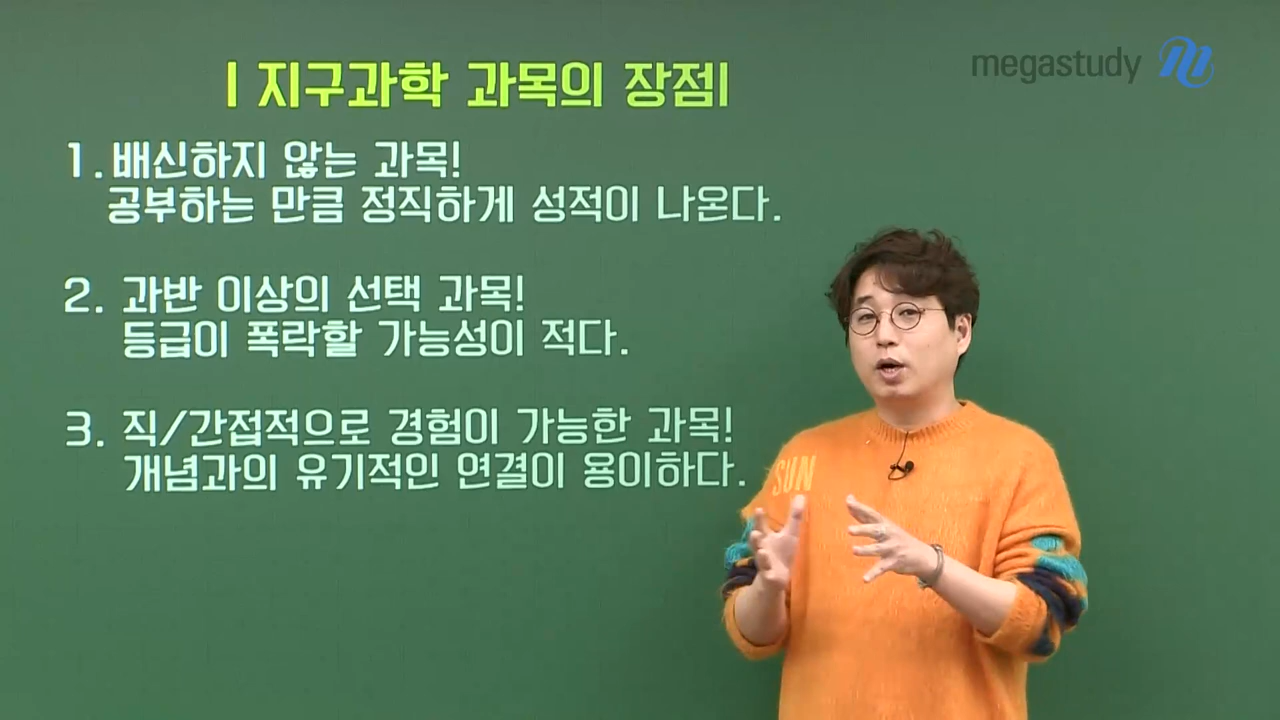 | 지구과학 과목의 장점|
megastudy
1. 배신하지 않는 과목!
공부하는 만큼 정직하게 성적이 나온다.
2. 과반 이상의 선택 과목!
등급이 폭락할 가능성이 적다.
3. 직/간접적으로 경험이 가능한 과목!
개념과의 유기적인 연결이 용이하다.
SUN